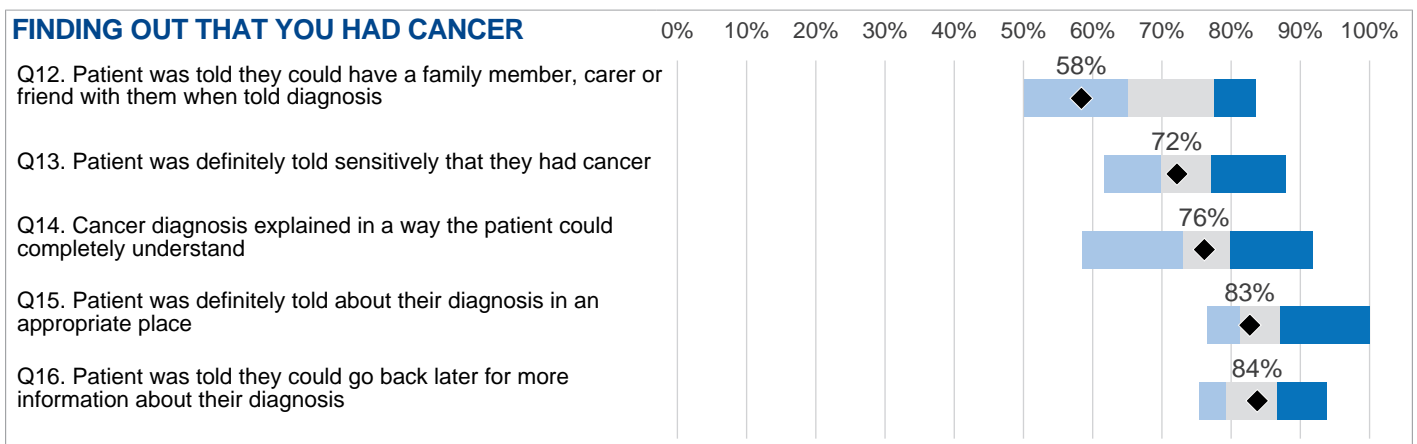 FINDING OUT THAT YOU HAD CANCER
0% 10% 20% 30% 40% 50% 60% 70% 80% 90% 100%
Q12. Patient was told they could have a family member, carer or
friend with them when told diagnosis
58%
Q13. Patient was definitely told sensitively that they had cancer
72%
Q14. Cancer diagnosis explained in a way the patient could
completely understand
76%
Q15. Patient was definitely told about their diagnosis in an
appropriate place
83%
Q16. Patient was told they could go back later for more
information about their diagnosis
84%